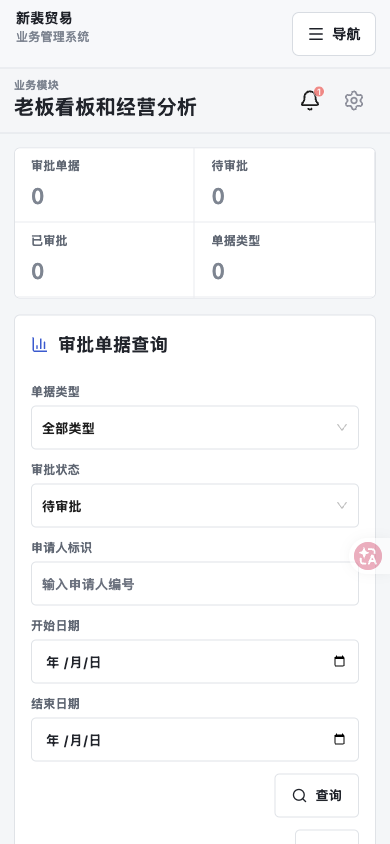 新裴贸易
业务管理系统
导航
业务模块
老板看板和经营分析
1
审批单据
待审批
0
0
已审批
单据类型
0
0
审批单据查询
单据类型
全部类型
审批状态
待审批
申请人标识
输入申请人编号
开始日期
年 /月/日
结束日期
年 /月/日
查询